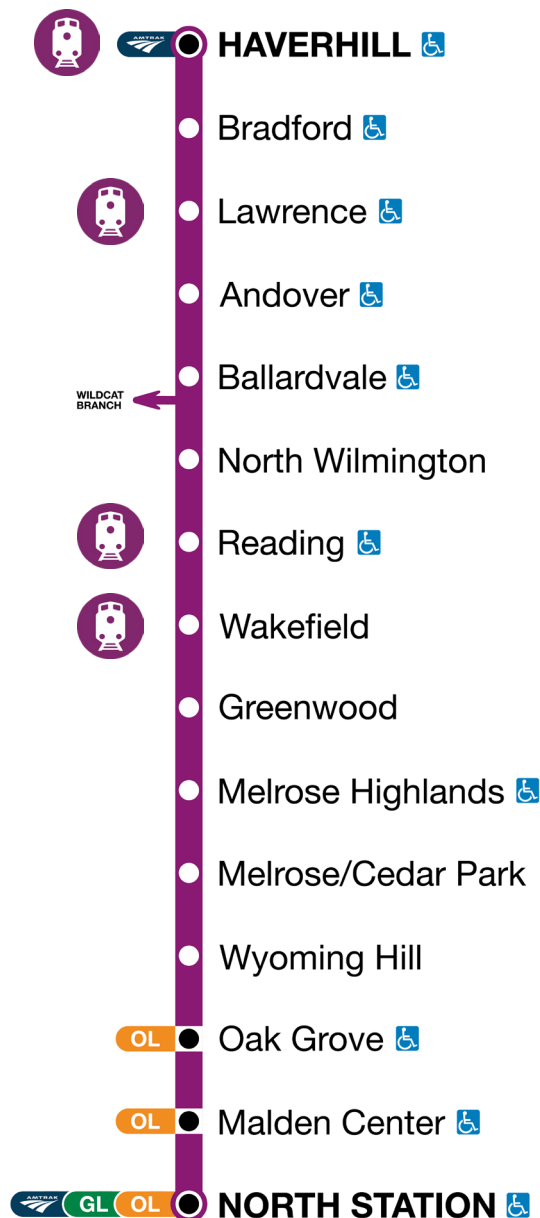 AMTRAK HAVERHILL
Bradford
Lawrence
Andover
Ballardvale
WILDCAT
BRANCH
North Wilmington
Reading
Wakefield
Greenwood
Melrose Highlands
Melrose/Cedar Park
Wyoming Hill
OL Oak Grove
OL Malden Center
AMTRAK GL OL NORTH STATION